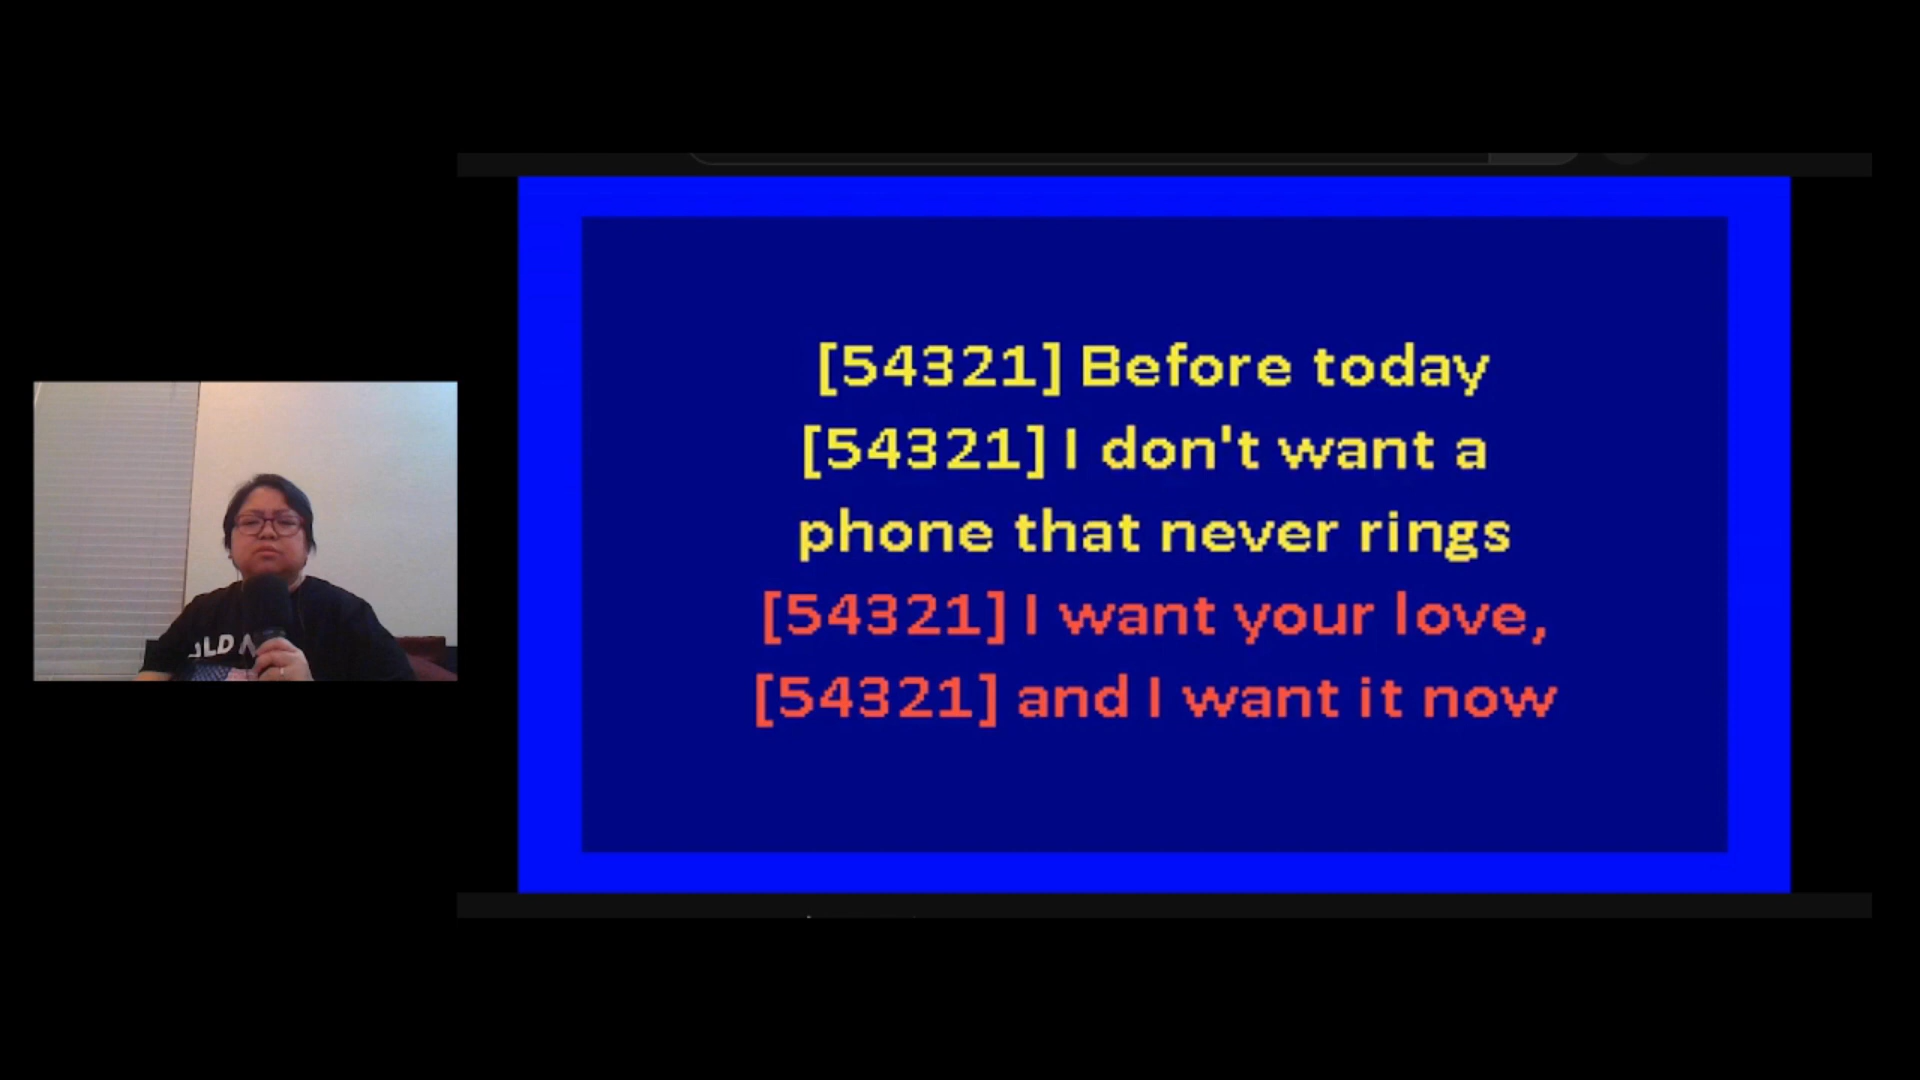 [54321] Before today
[54321] I don't want a
phone that never rings
[54321] I want your love,
[54321] and I want it now